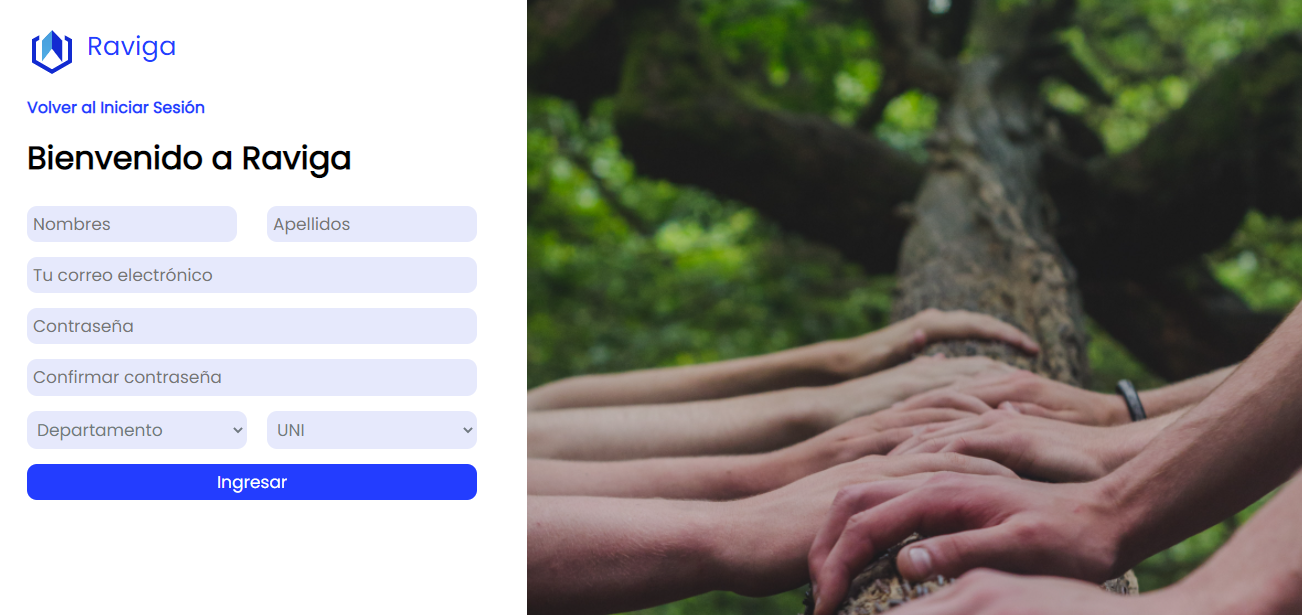 Raviga
Volver al Iniciar Sesión
Bienvenido a Raviga
Nombres Apellidos
Tu correo electrónico
Contraseña
Confirmar contraseña
Departamento UNI
Ingresar